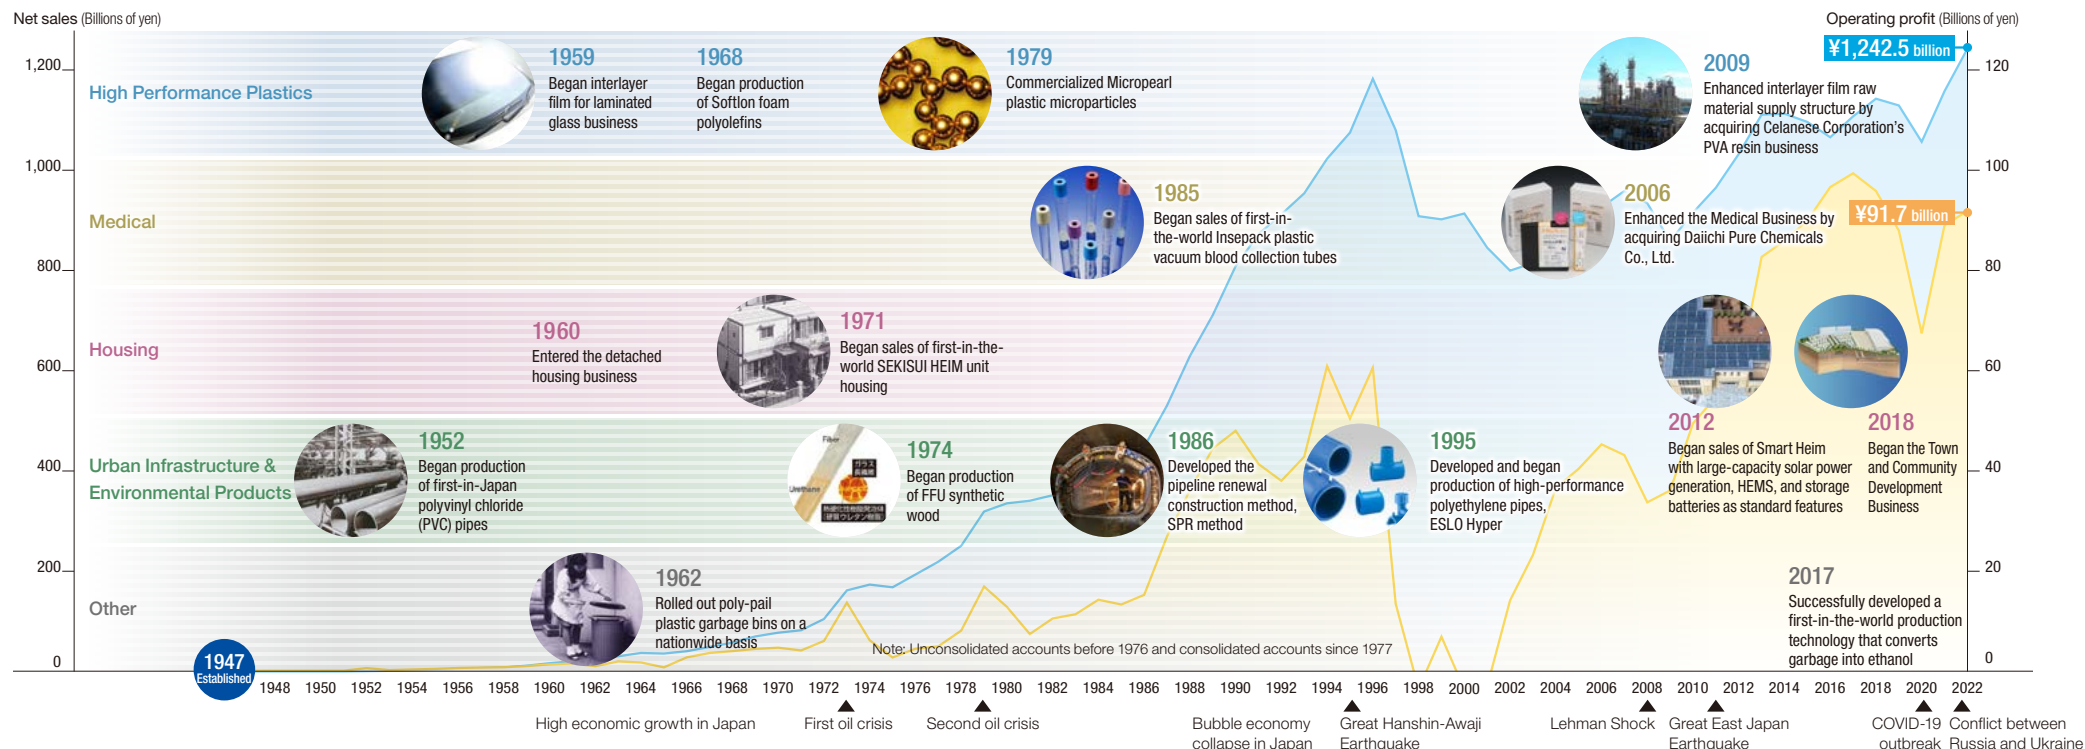 Net sales (Billions of yen)
Operating profit (Billions of yen)
1,200
1,000
800
600
400
200
0
120
100
80
60
40
20
0
¥1,242.5 billion
¥91.7 billion
High Performance Plastics
1959
Began interlayer
film for laminated
glass business
1968
Began production
of Softlon foam
polyolefins
1979
Commercialized Micropearl
plastic microparticles
2009
Enhanced interlayer film raw
material supply structure by
acquiring Celanese Corporation's
PVA resin business
Medical
1985
Began sales of first-in-
the-world Insepack plastic
vacuum blood collection tubes
2006
Enhanced the Medical Business by
acquiring Daiichi Pure Chemicals
Co., Ltd.
Housing
1960
Entered the detached
housing business
1971
Began sales of first-in-the-
world SEKISUI HEIM unit
housing
2012
Began sales of Smart Heim
with large-capacity solar power
generation, HEMS, and storage
batteries as standard features
2018
Began the Town
and Community
Development
Business
Urban Infrastructure &
Environmental Products
1952
Began production
of first-in-Japan
polyvinyl chloride
(PVC) pipes
Fiber
Urethane
ガラス
長繊維
1974
Began production
of FFU synthetic
wood
1986
Developed the
pipeline renewal
construction method,
SPR method
1995
Developed and began
production of high-performance
polyethylene pipes,
ESLO Hyper
Other
1962
Rolled out poly-pail
plastic garbage bins on a
nationwide basis
2017
Successfully developed a
first-in-the-world production
technology that converts
garbage into ethanol
Note: Unconsolidated accounts before 1976 and consolidated accounts since 1977
1947
Established
1948 1950 1952 1954 1956 1958 1960 1962 1964 1966 1968 1970 1972 1974 1976 1978 1980 1982 1984 1986 1988 1990 1992 1994 1996 1998 2000 2002 2004 2006 2008 2010 2012 2014 2016 2018 2020 2022
High economic growth in Japan
First oil crisis
Second oil crisis
Bubble economy
collapse in Japan
Great Hanshin-Awaji
Earthquake
Lehman Shock
Great East Japan
Earthquake
COVID-19
outbreak
Conflict between
Russia and Ukraine